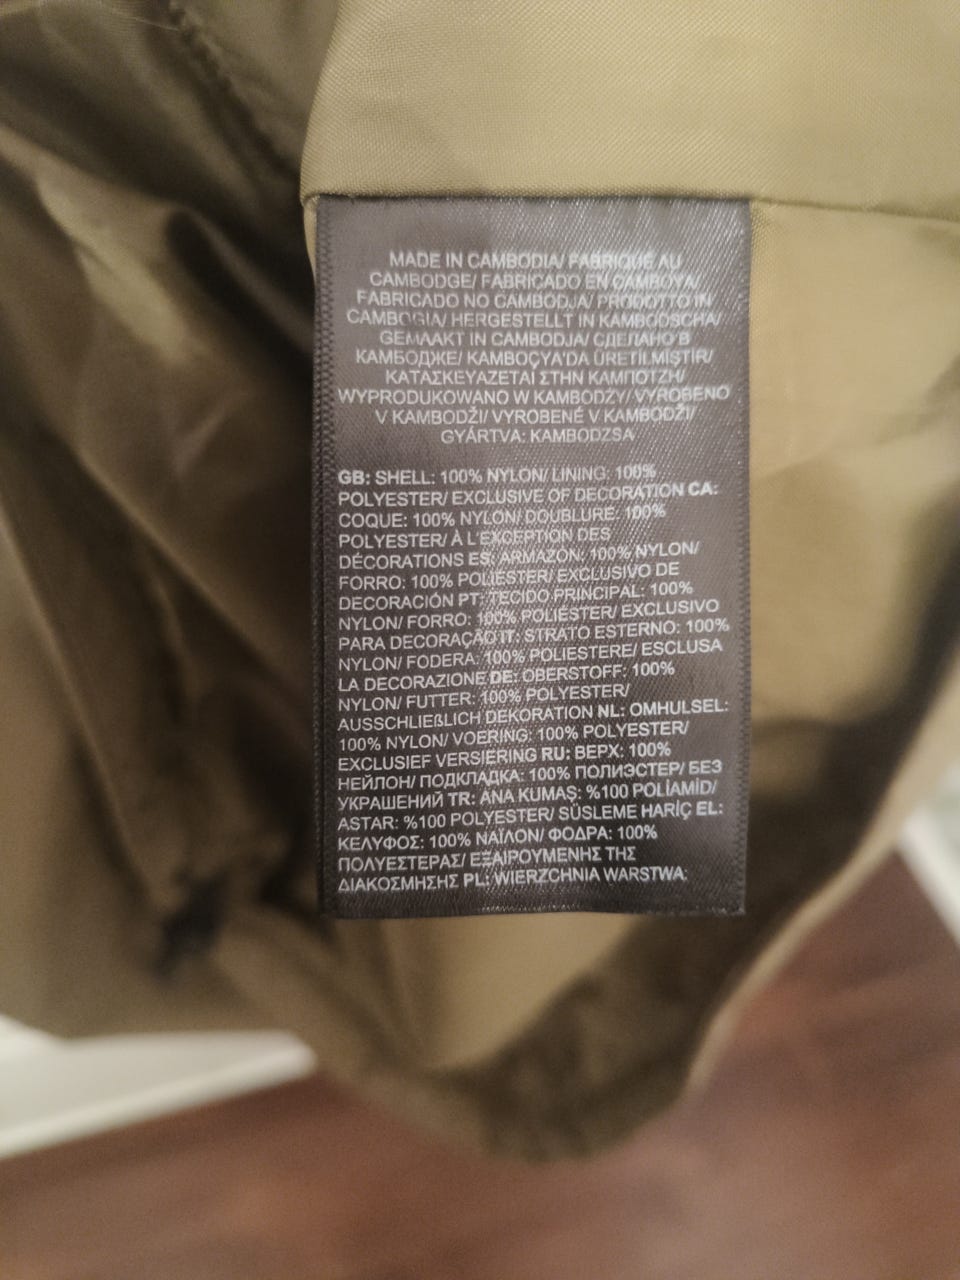 MADE IN CAMBODIA/ FABRIQUÉ AU
CAMBODGE/ FABRICADO EN CAMBOYA/
FABRICADO NO CAMBODJA/ PRODOTTO IN
CAMBOGIA/ HERGESTELLT IN KAMBODSCHA/
GEMAAKT IN CAMBODJA/ СДЕЛАНО В
КАМБОДЖЕ/ KAMBOÇYA'DA ÜRETİLMİŞTİR/
ΚΑΤΑΣΚΕΥΑΖΕΤΑΙ ΣΤΗΝ ΚΑΜΠΟΤΖΗ/
WYPRODUKOWANO W KAMBODZY/ VYROBENO
V KAMBODŽI/ VYROBENÉ V KAMBODŽI/
GYÁRTVA: KAMBODZSA
GB: SHELL: 100% NYLON/ LINING: 100%
POLYESTER/ EXCLUSIVE OF DECORATION CA:
COQUE: 100% NYLON/ DOUBLURE: 100%
POLYESTER/ À L'EXCEPTION DES
DÉCORATIONS ES: ARMAZON: 100% NYLON/
FORRO: 100% POLIÉSTER/ EXCLUSIVO DE
DECORACIÓN PT: TECIDO PRINCIPAL: 100%
NYLON/ FORRO: 100% POLIÉSTER/ EXCLUSIVO
PARA DECORAÇÃO IT: STRATO ESTERNO: 100%
NYLON/ FODERA: 100% POLIESTERE/ ESCLUSA
LA DECORAZIONE DE: OBERSTOFF: 100%
NYLON/ FUTTER: 100% POLYESTER/
AUSSCHLIEßLICH DEKORATION NL: OMHULSEL:
100% NYLON/ VOERING: 100% POLYESTER/
EXCLUSIEF VERSIERING RU: ВЕРХ: 100%
НЕЙЛОН/ ПОДКЛАДКА: 100% ПОЛИЭСТЕР/ БЕЗ
УКРАШЕНИЙ TR: ANA KUMAŞ: %100 POLİAMİD/
ASTAR: %100 POLYESTER/ SÜSLEME HARİÇ EL:
ΚΕΛΥΦΟΣ: 100% ΝΑΪΛΟΝ/ ΦΟΔΡΑ: 100%
ΠΟΛΥΕΣΤΕΡΑΣ/ ΕΞΑΙΡΟΥΜΕΝΗΣ ΤΗΣ
ΔΙΑΚΟΣΜΗΣΗΣ PL: WIERZCHNIA WARSTWA: